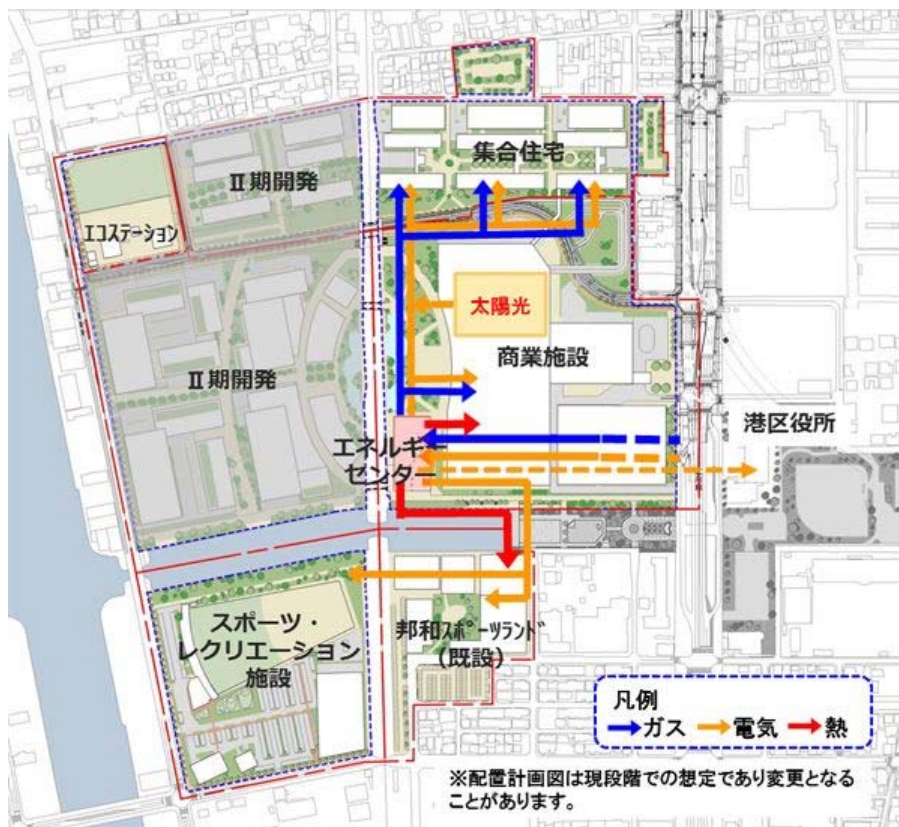 集合住宅
Ⅱ期開発
エコステーション
太陽光
Ⅱ期開発
商業施設
港区役所
エネルギー
センター
スポーツ・
レクリエーション
施設
邦和スポーツランド
(既設)
凡例
ガス 電気 熱
※配置計画図は現段階での想定であり変更となる
ことがあります。